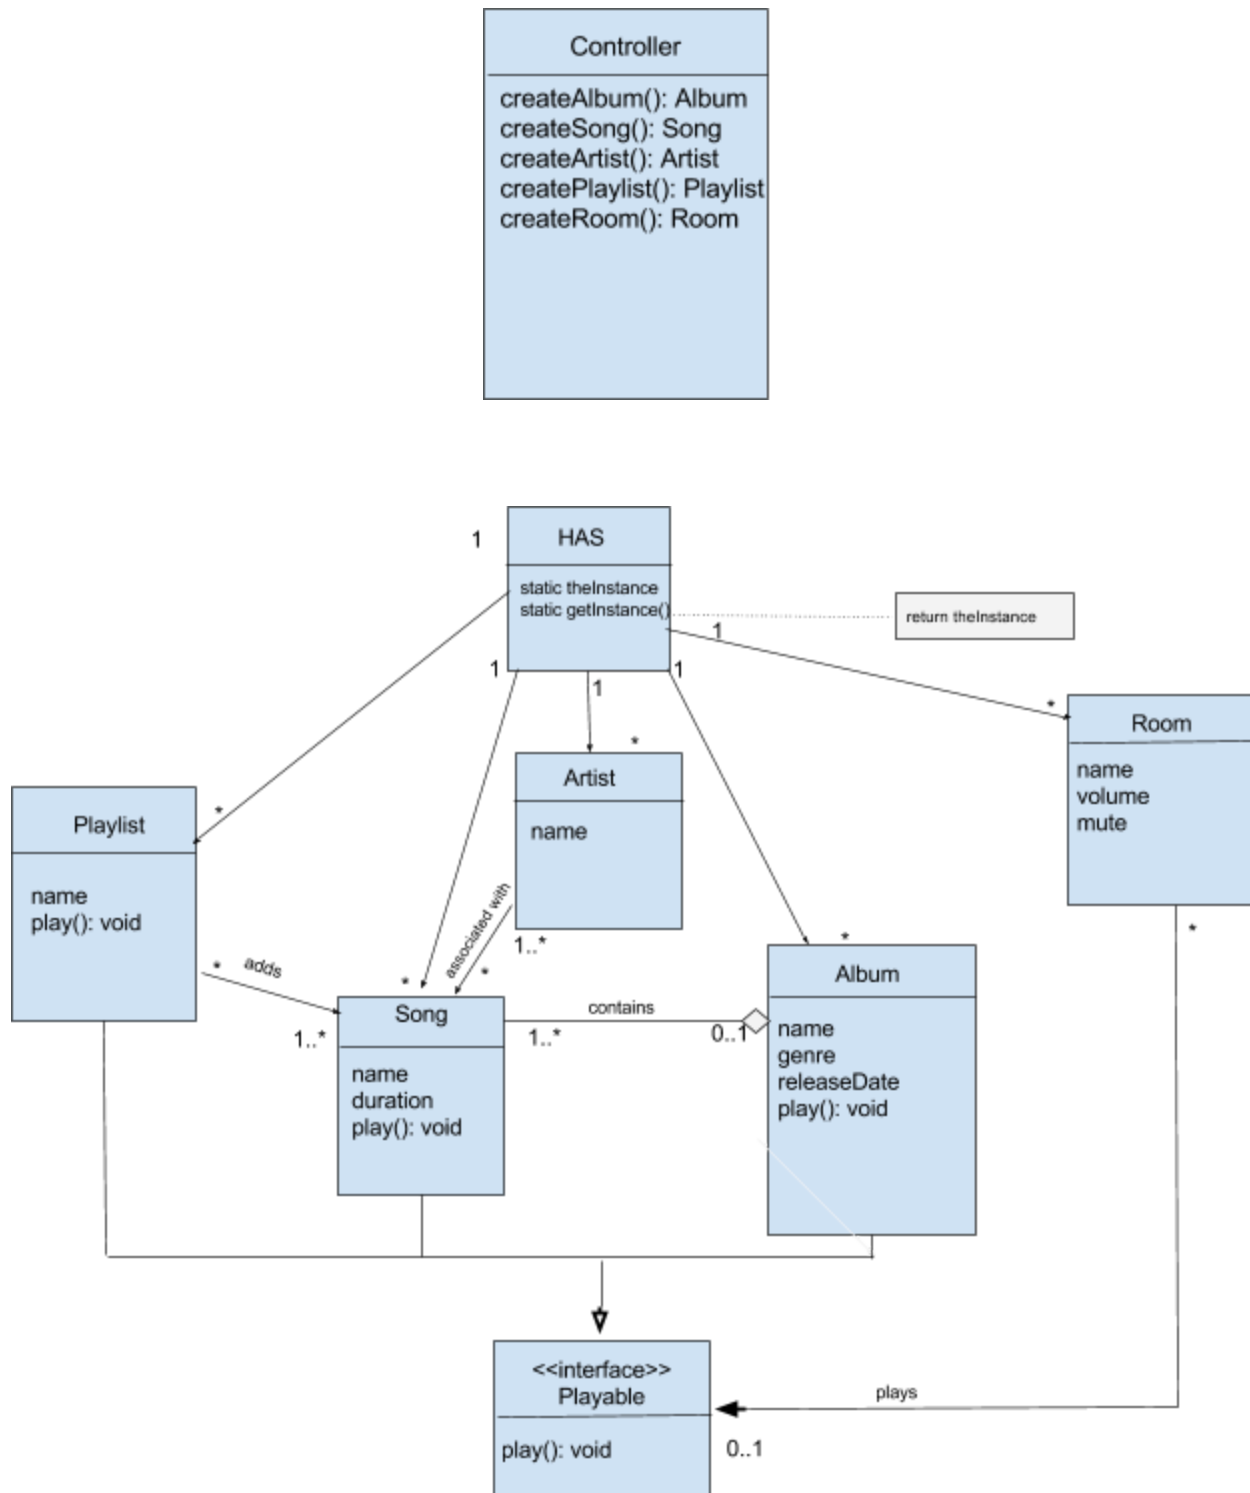 Controller
createAlbum(): Album
createSong(): Song
createArtist(): Artist
createPlaylist(): Playlist
createRoom(): Room
1
HAS
static theInstance
static getInstance()
return theInstance
1
1
1
1
*
Room
name
volume
mute
*
Artist
name
*
Playlist
name
play(): void
associated with
1..*
*
*
*
adds
*
1..*
Song
name
duration
play(): void
contains
1..*
0..1
*
Album
name
genre
releaseDate
play(): void
<<interface>>
Playable
play(): void
plays
0..1